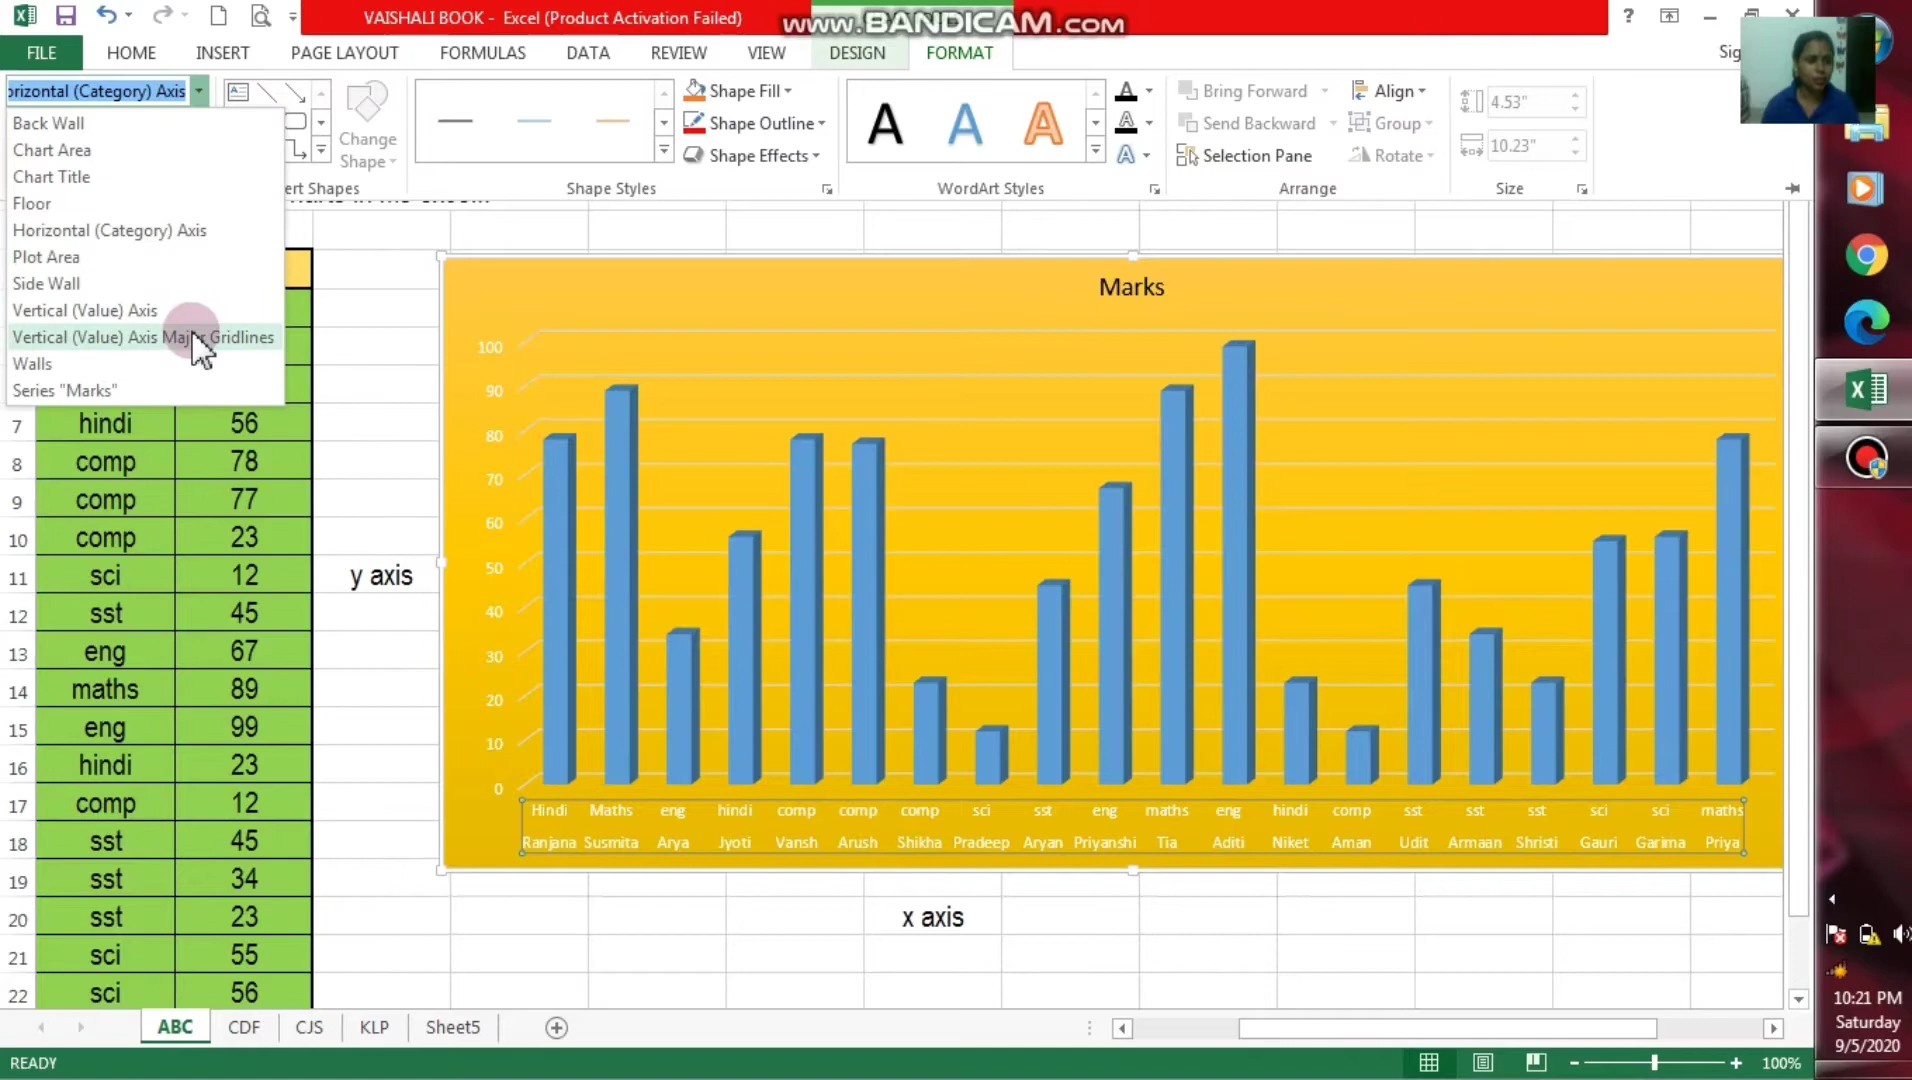 VAISHALI BOOK - Excel (Product Activation Failed)
www.BANDICAM.com
?
FILE HOME INSERT PAGE LAYOUT FORMULAS DATA REVIEW VIEW DESIGN FORMAT
orizontal (Category) Axis
Back Wall
Chart Area
Chart Title
Floor
Horizontal (Category) Axis
Plot Area
Side Wall
Vertical (Value) Axis
Vertical (Value) Axis Major Gridlines
Walls
Series "Marks"
Change
Shape
ert Shapes
Shape Fill
Shape Outline
Shape Effects
Shape Styles
A A A
WordArt Styles
Bring Forward
Send Backward
Selection Pane
Align
Group
Rotate
Arrange
4.53"
10.23"
Size
7 hindi 56
8 comp 78
9 comp 77
10 comp 23
11 sci 12
12 sst 45
13 eng 67
14 maths 89
15 eng 99
16 hindi 23
17 comp 12
18 sst 45
19 sst 34
20 sst 23
21 sci 55
22 sci 56
y axis
Marks
100
90
80
70
60
50
40
30
20
10
0
Hindi Maths eng hindi comp comp comp sci sst eng maths eng hindi comp sst sst sst sci sci maths
Ranjana Susmita Arya Jyoti Vansh Arush Shikha Pradeep Aryan Priyanshi Tia Aditi Niket Aman Udit Armaan Shristi Gauri Garima Priya
x axis
ABC CDF CJS KLP Sheet5
READY
100%
10:21 PM
Saturday
9/5/2020